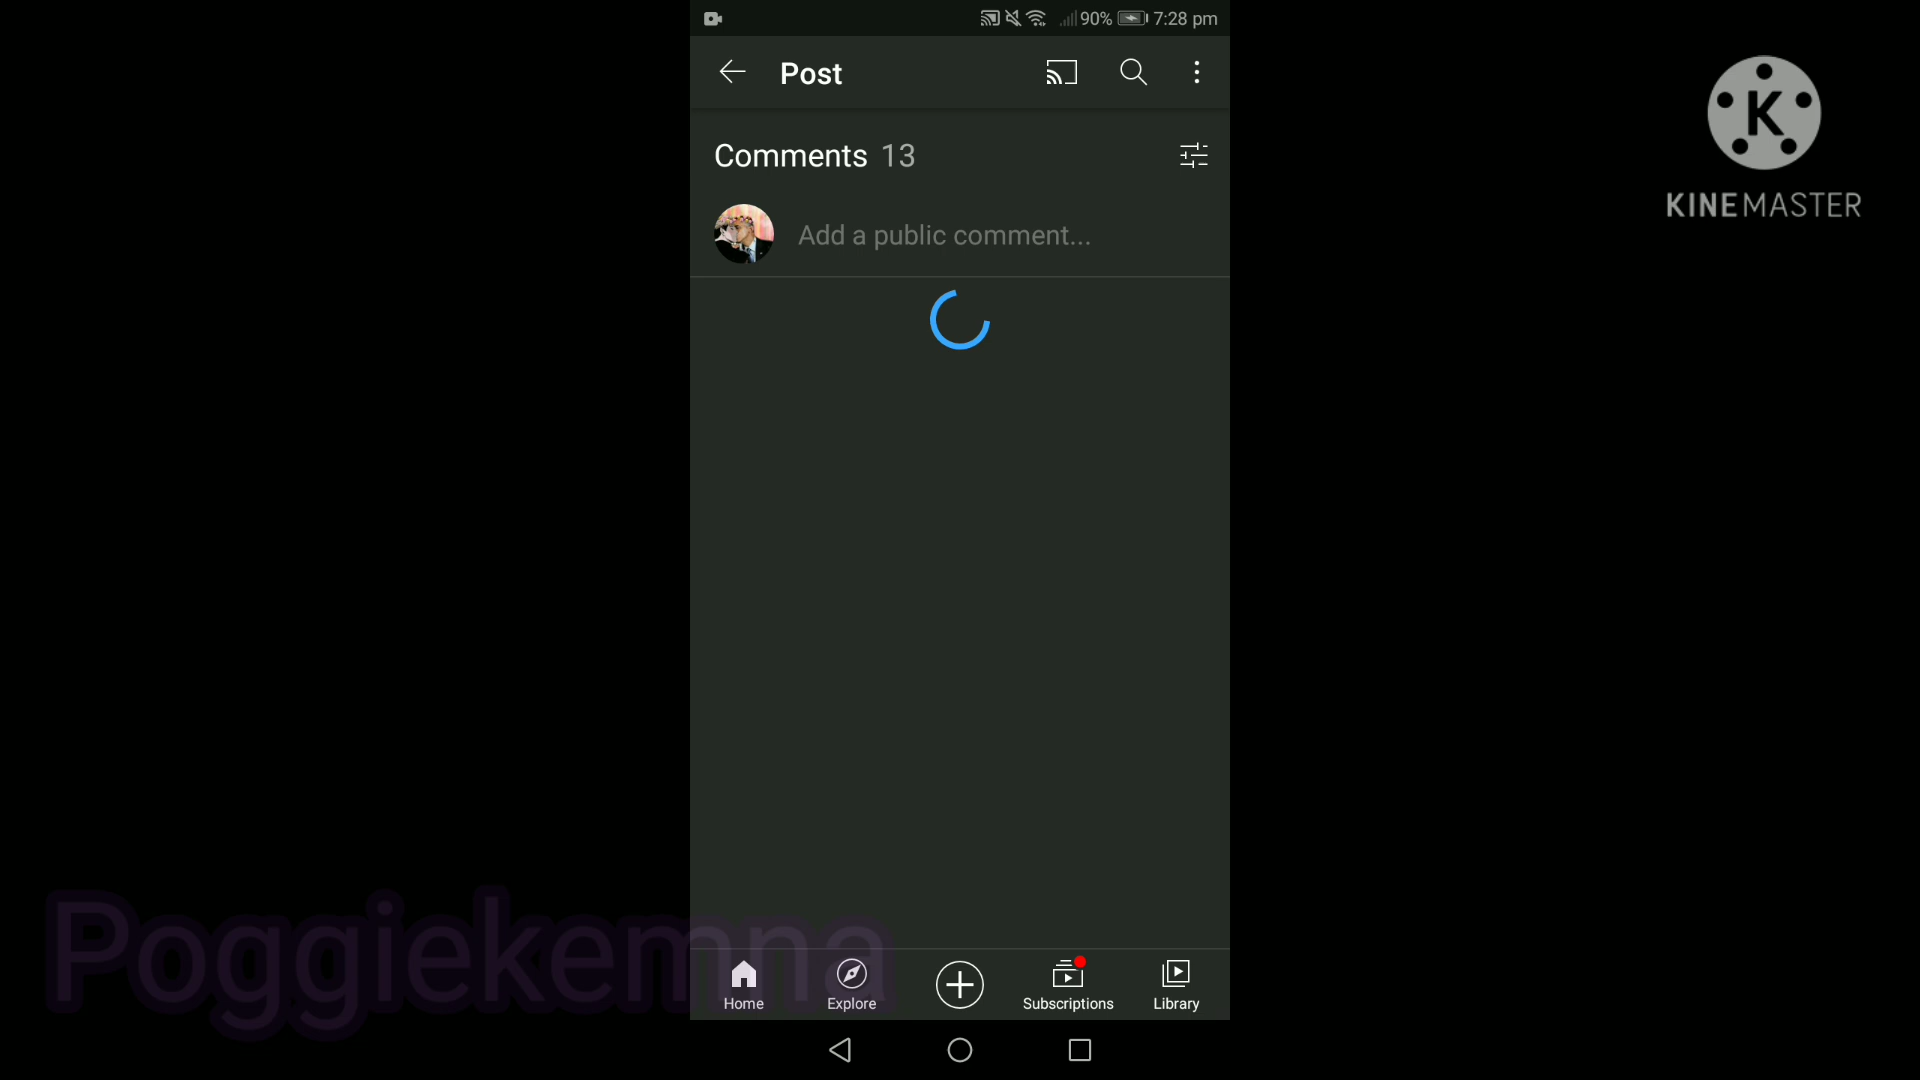 90% 7:28 pm
Post
Comments 13
Add a public comment...
K
KINEMASTER
Poggiekemna
Home Explore Subscriptions Library